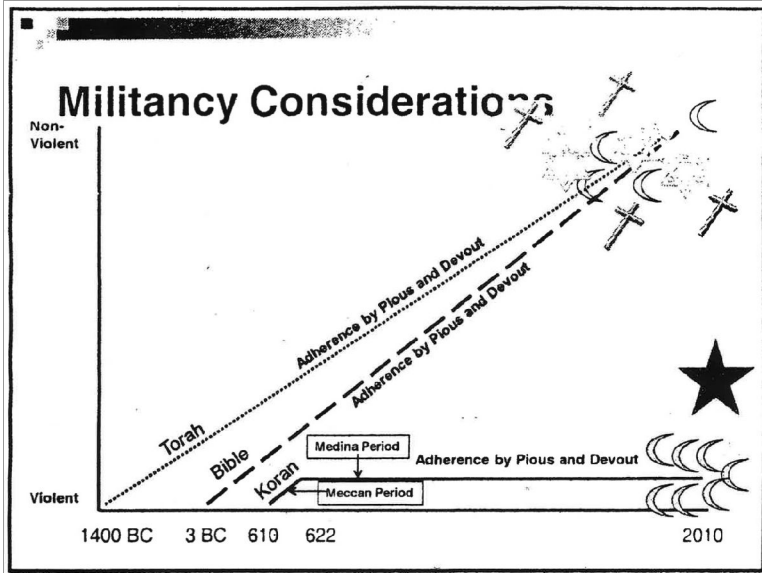 Militancy Considerations
Non-
Violent
Adherence by Pious and Devout
Adherence by Pious and Devout
Torah
Bible
Koran
Medina Period
Adherence by Pious and Devout
Meccan Period
Violent
1400 BC 3 BC 610 622 2010